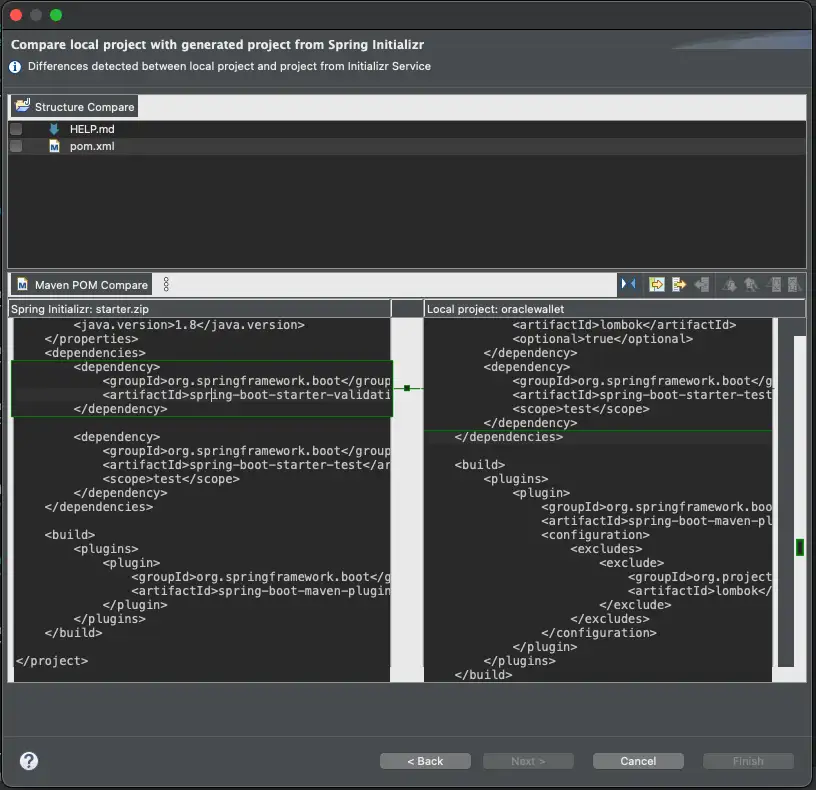 Compare local project with generated project from Spring Initializr
Differences detected between local project and project from Initializr Service
Structure Compare
HELP.md
pom.xml
Maven POM Compare
Spring Initializr: starter.zip
<java.version>1.8</java.version>
</properties>
<dependencies>
<dependency>
<groupId>org.springframework.boot</group
<artifactId>spring-boot-starter-validati
</dependency>
<dependency>
<groupId>org.springframework.boot</group
<artifactId>spring-boot-starter-test</ar
<scope>test</scope>
</dependency>
</dependencies>
<build>
<plugins>
<plugin>
<groupId>org.springframework.boot</g
<artifactId>spring-boot-maven-plugin
</plugin>
</plugins>
</build>
</project>
Local project: oraclewallet
<artifactId>lombok</artifactId>
<optional>true</optional>
</dependency>
<dependency>
<groupId>org.springframework.boot</g
<artifactId>spring-boot-starter-test
<scope>test</scope>
</dependency>
</dependencies>
<build>
<plugins>
<plugin>
<groupId>org.springframework.boo
<artifactId>spring-boot-maven-pl
<configuration>
<excludes>
<exclude>
<groupId>org.project
<artifactId>lombok</
</exclude>
</excludes>
</configuration>
</plugin>
</plugins>
</build>
?
< Back
Next >
Cancel
Finish